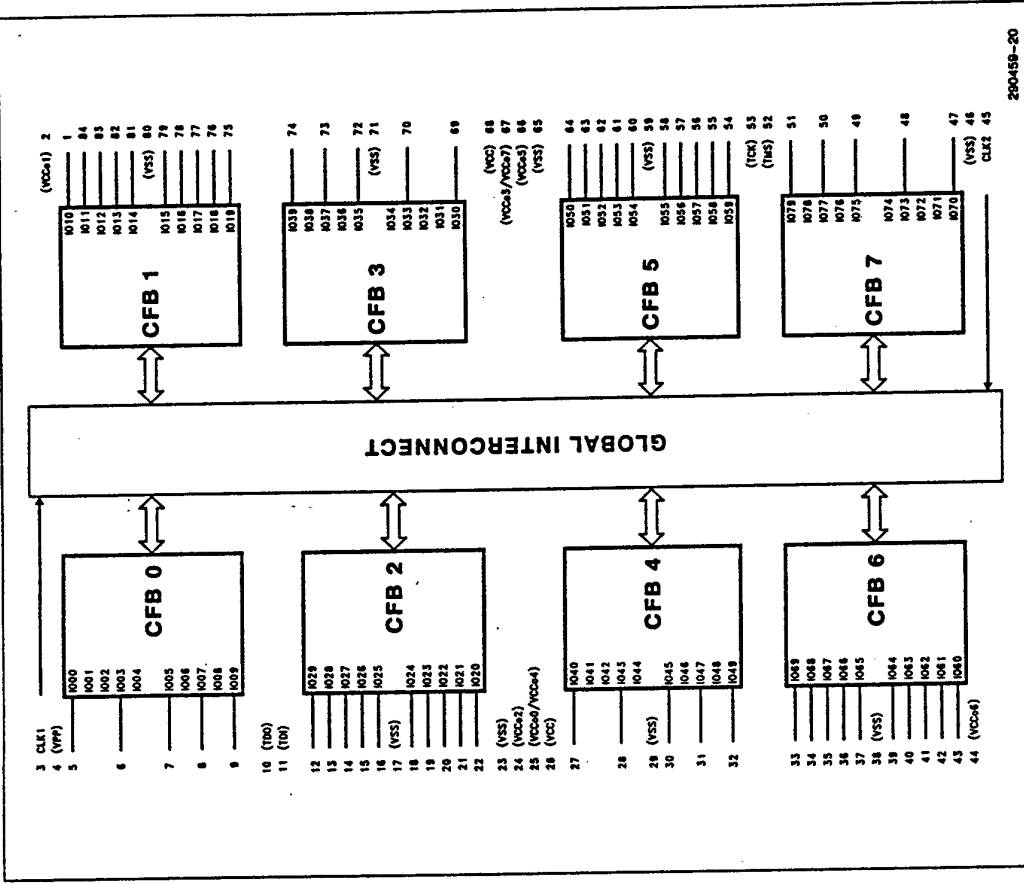 290459-20
3 CLK1
4 (VPP)
5
6
7
8
9
IO00
IO01
IO02
IO03
IO04
IO05
IO06
IO07
IO08
IO09
CFB 0
10 (TDO)
11 (TDI)
12
13
14
15
16
17 (VSS)
18
19
20
21
22
IO29
IO28
IO27
IO26
IO25
IO24
IO23
IO22
IO21
IO20
CFB 2
23 (VSS)
24 (VCCo2)
25 (VCCo0/VCCo4)
26 (VCC)
27
28
29 (VSS)
30
31
32
IO40
IO41
IO42
IO43
IO44
IO45
IO46
IO47
IO48
IO49
CFB 4
33
34
35
36
37
38 (VSS)
39
40
41
42
43
44 (VCCo6)
IO69
IO68
IO67
IO66
IO65
IO64
IO63
IO62
IO61
IO60
CFB 6
GLOBAL INTERCONNECT
(VCCo1) 2
1
84
83
82
81
(VSS) 80
79
78
77
76
75
IO10
IO11
IO12
IO13
IO14
IO15
IO16
IO17
IO18
IO19
CFB 1
74
73
72
(VSS) 71
70
69
IO39
IO38
IO37
IO36
IO35
IO34
IO33
IO32
IO31
IO30
CFB 3
(VCC) 68
(VCCo3/VCCo7) 67
(VCCo5) 66
(VSS) 65
64
63
62
61
60
(VSS) 59
58
57
56
55
54
IO50
IO51
IO52
IO53
IO54
IO55
IO56
IO57
IO58
IO59
CFB 5
(TCK) 53
(TMS) 52
51
50
49
48
47
IO79
IO78
IO77
IO76
IO75
IO74
IO73
IO72
IO71
IO70
CFB 7
(VSS) 46
CLK2 45